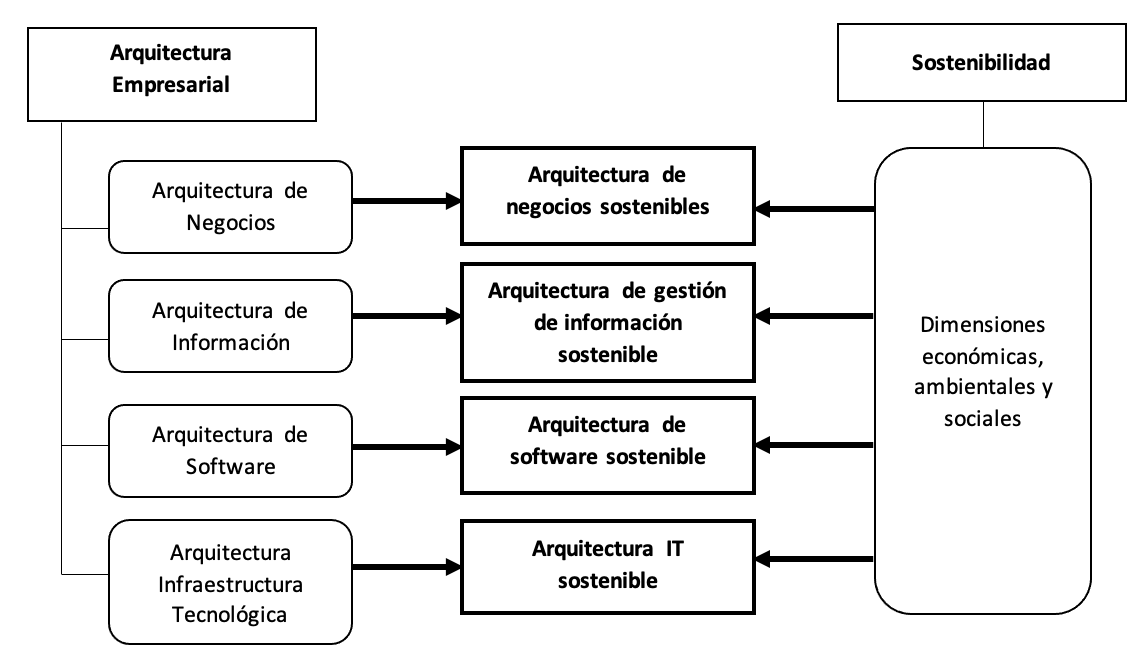 Arquitectura
Empresarial
Sostenibilidad
Arquitectura de
Negocios
Arquitectura de
negocios sostenibles
Arquitectura de
Información
Arquitectura de gestión
de información
sostenible
Dimensiones
económicas,
ambientales y
sociales
Arquitectura de
Software
Arquitectura de
software sostenible
Arquitectura
Infraestructura
Tecnológica
Arquitectura IT
sostenible